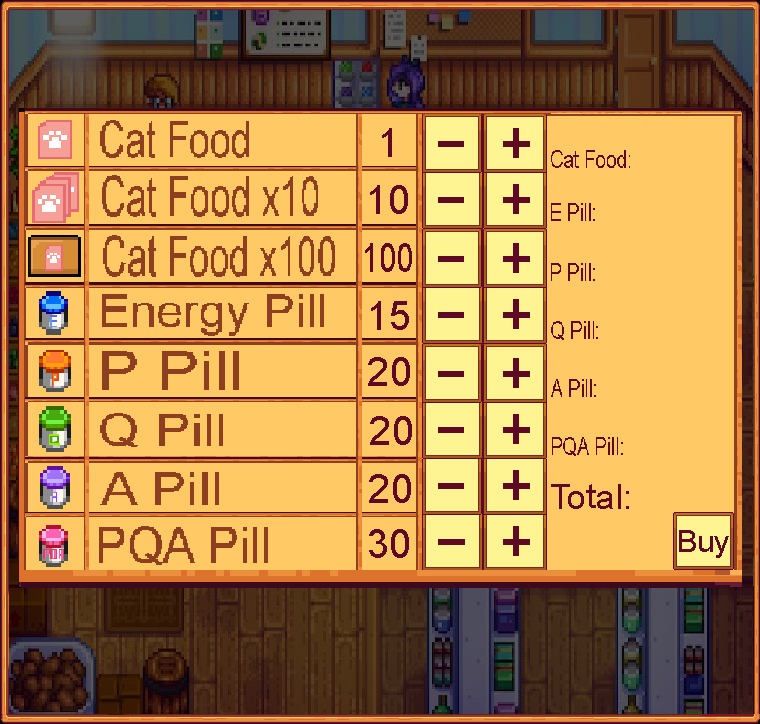 Cat Food 1 − +
Cat Food x10 10 − +
Cat Food x100 100 − +
Energy Pill 15 − +
P Pill 20 − +
Q Pill 20 − +
A Pill 20 − +
PQA Pill 30 − +
Cat Food:
E Pill:
P Pill:
Q Pill:
A Pill:
PQA Pill:
Total:
Buy